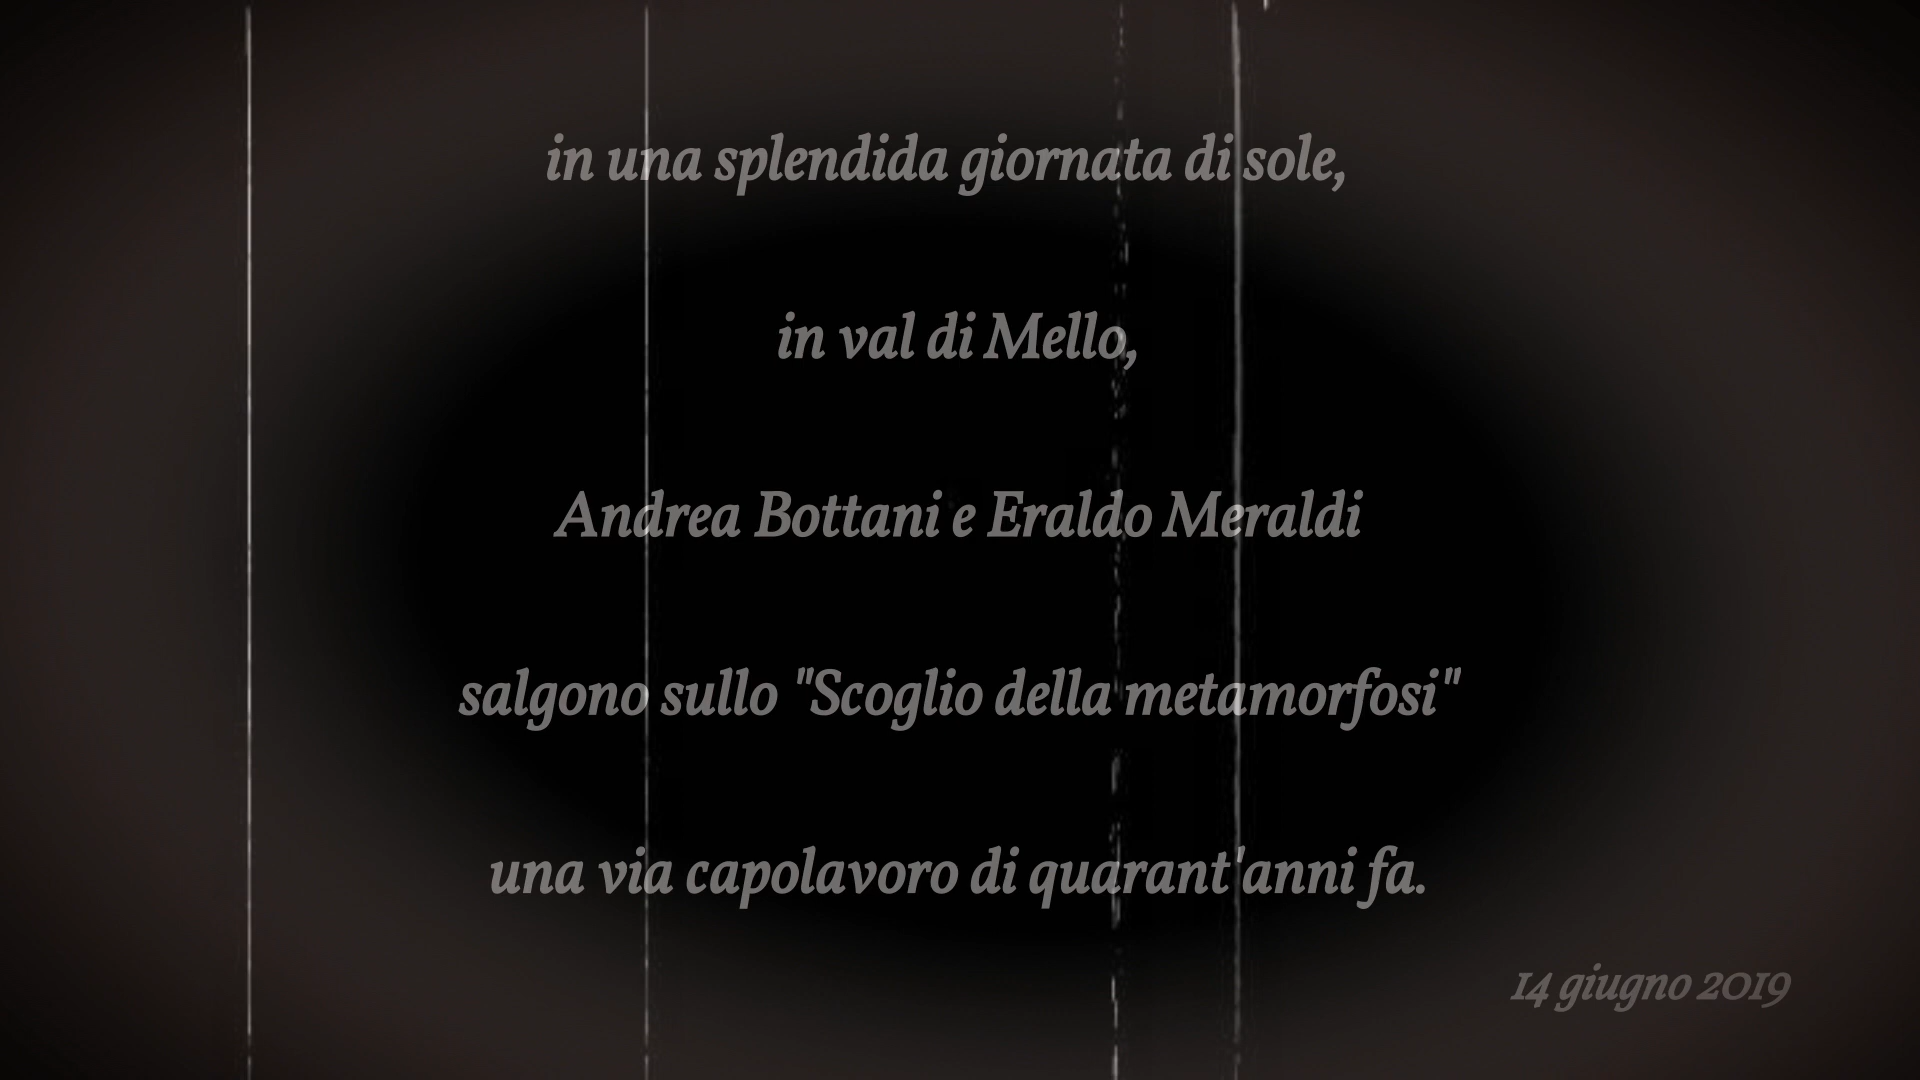 in una splendida giornata di sole,
in val di Mello,
Andrea Bottani e Eraldo Meraldi
salgono sullo "Scoglio della metamorfosi"
una via capolavoro di quarant'anni fa.
14 giugno 2019